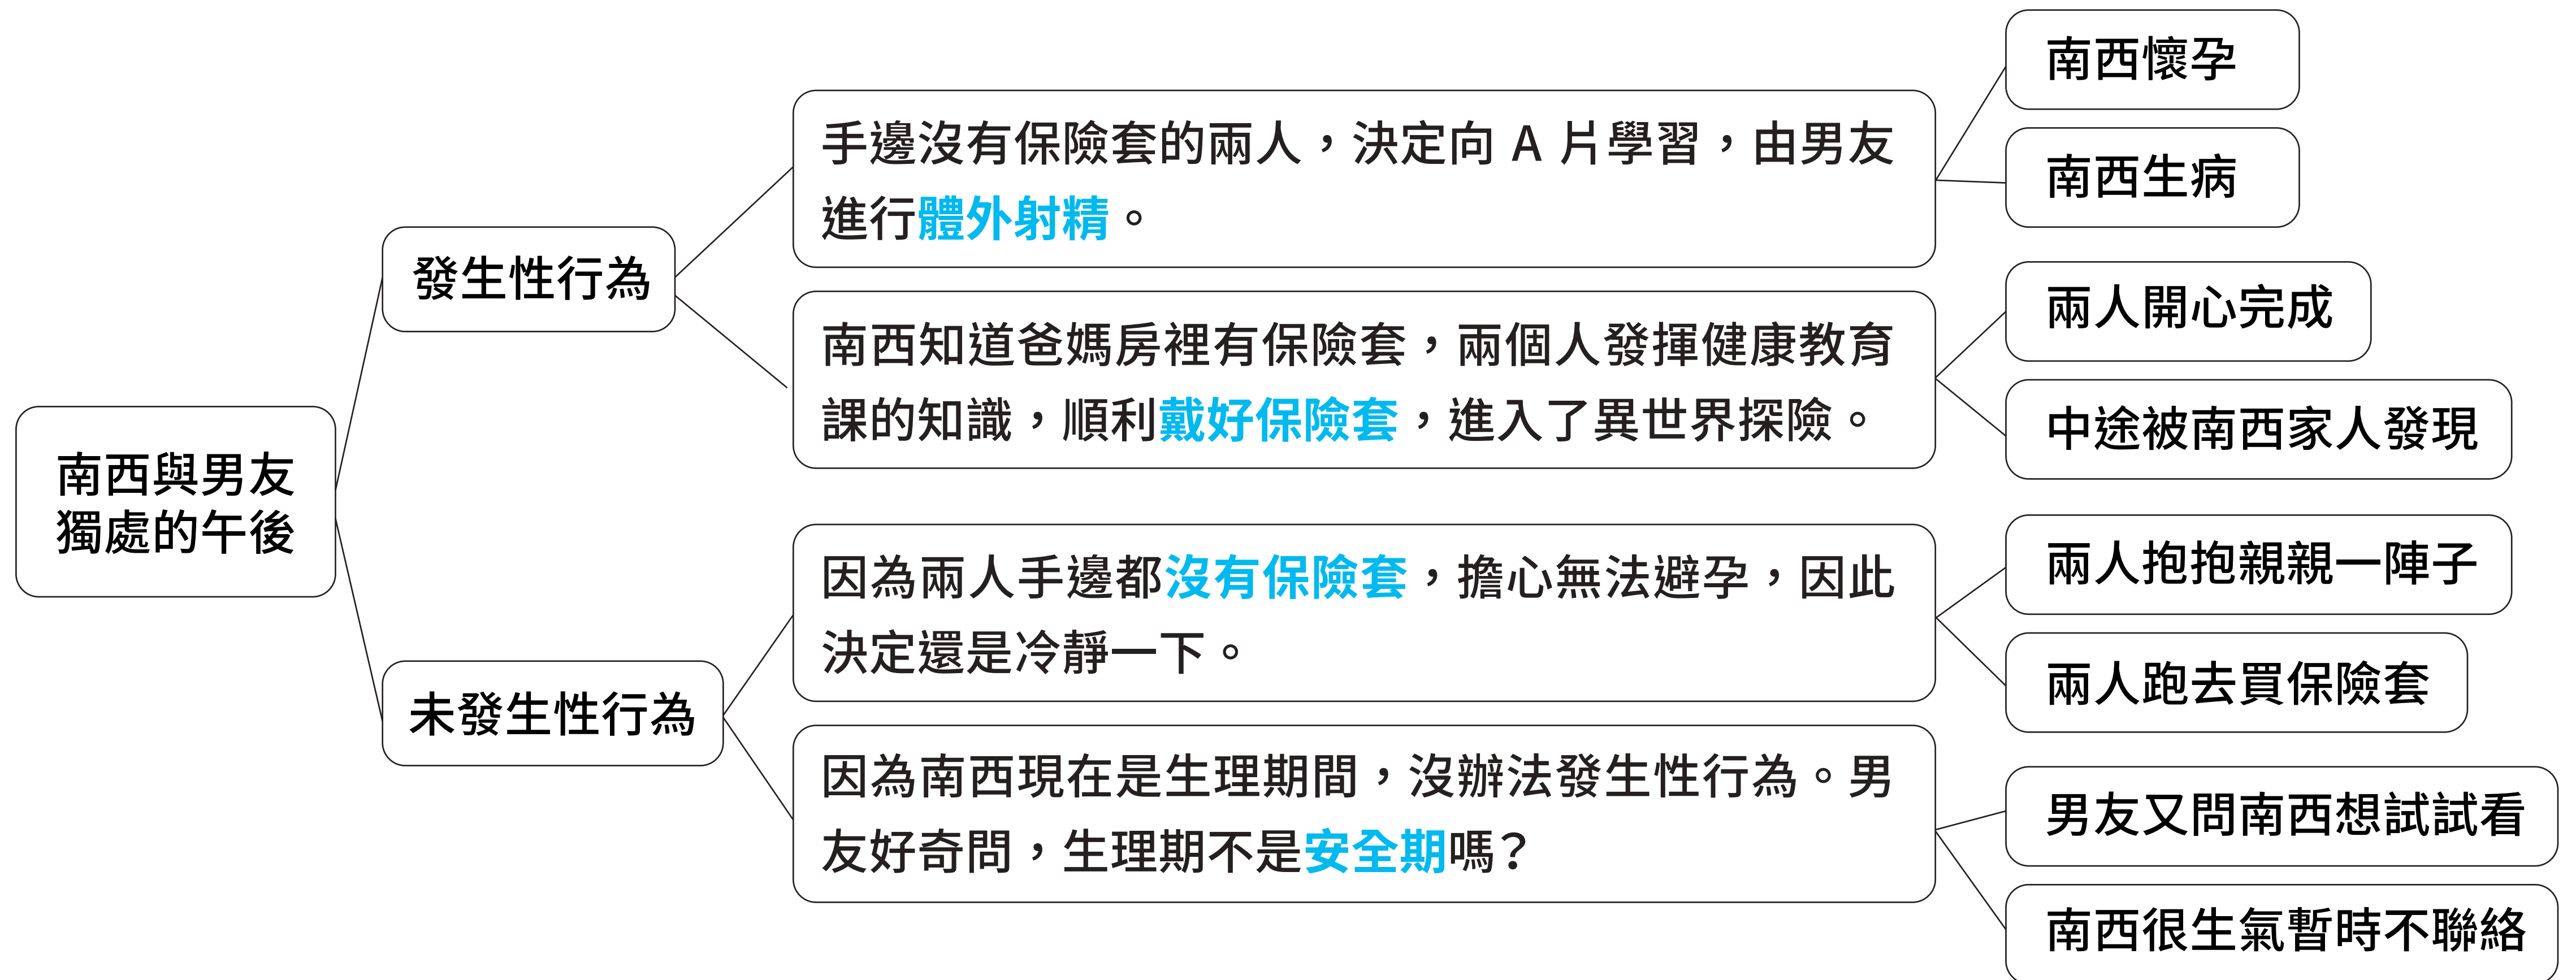 南西與男友
獨處的午後
發生性行為
手邊沒有保險套的兩人，決定向 A 片學習，由男友
進行體外射精。
南西懷孕
南西生病
南西知道爸媽房裡有保險套，兩個人發揮健康教育
課的知識，順利戴好保險套，進入了異世界探險。
兩人開心完成
中途被南西家人發現
未發生性行為
因為兩人手邊都沒有保險套，擔心無法避孕，因此
決定還是冷靜一下。
兩人抱抱親親一陣子
兩人跑去買保險套
因為南西現在是生理期間，沒辦法發生性行為。男
友好奇問，生理期不是安全期嗎？
男友又問南西想試試看
南西很生氣暫時不聯絡